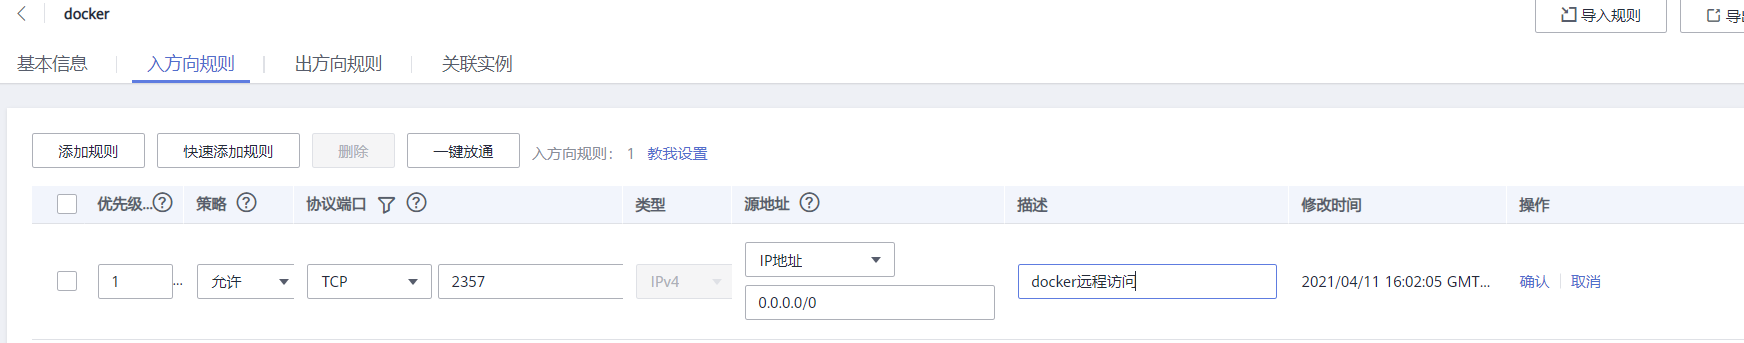 docker
导入规则
导出
基本信息 入方向规则 出方向规则 关联实例
添加规则 快速添加规则 删除 一键放通 入方向规则： 1 教我设置
优先级... 策略 协议端口 类型 源地址 描述 修改时间 操作
IP地址
1 ... 允许 TCP 2357 IPv4 docker远程访问 2021/04/11 16:02:05 GMT... 确认 取消
0.0.0.0/0